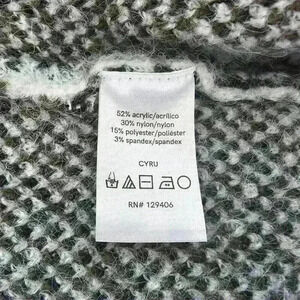 52% acrylic/acrílico
30% nylon/nylon
15% polyester/poliéster
3% spandex/spandex
CYRU
RN# 129406